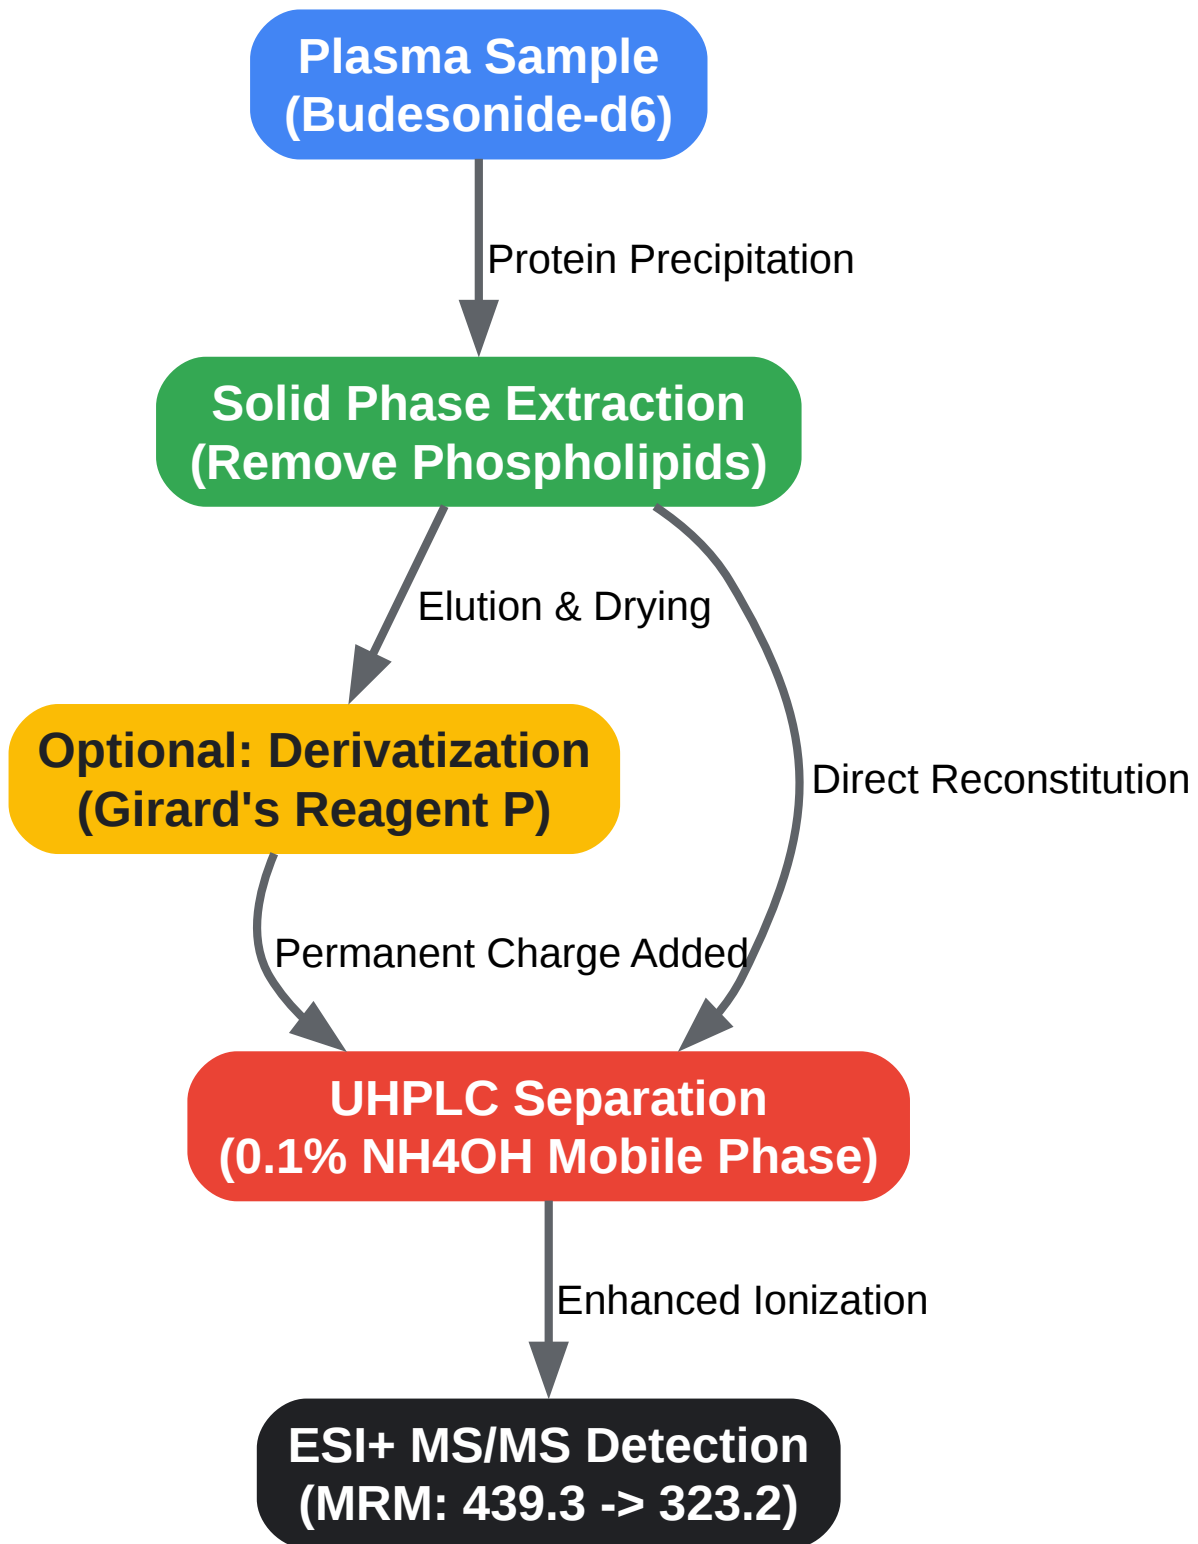 Plasma Sample
(Budesonide-d6)
Protein Precipitation
Solid Phase Extraction
(Remove Phospholipids)
Elution & Drying
Optional: Derivatization
(Girard's Reagent P)
Direct Reconstitution
Permanent Charge Added
UHPLC Separation
(0.1% NH4OH Mobile Phase)
Enhanced Ionization
ESI+ MS/MS Detection
(MRM: 439.3 -> 323.2)